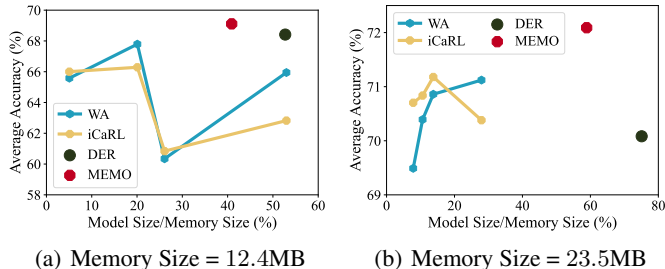 70
68
66
64
62
60
58
0 10 20 30 40 50 60
Average Accuracy (%)
Model Size/Memory Size (%)
WA
iCaRL
DER
MEMO
(a) Memory Size = 12.4MB
72
71
70
69
0 20 40 60 80
Average Accuracy (%)
Model Size/Memory Size (%)
WA DER
iCaRL MEMO
(b) Memory Size = 23.5MB